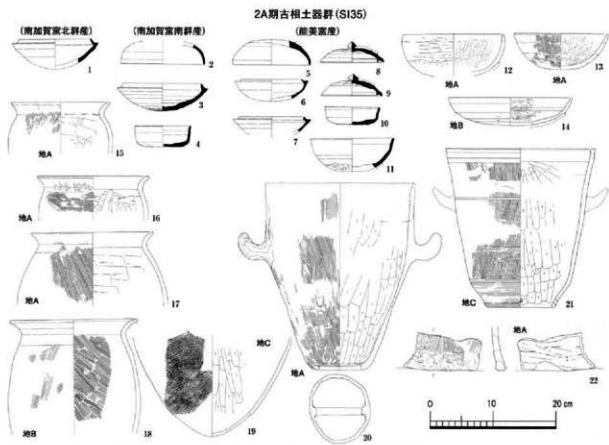 2A期古相土器群(SI35)
(南加賀窯北群産)
(南加賀窯南群産)
(能美窯産)
1
2
3
4
5
6
7
8
9
10
11
地A
12
地A
13
地B
14
地A
15
地A
16
地A
17
地B
18
地C
19
地A
20
地C
21
地A
22
0 10 20 cm